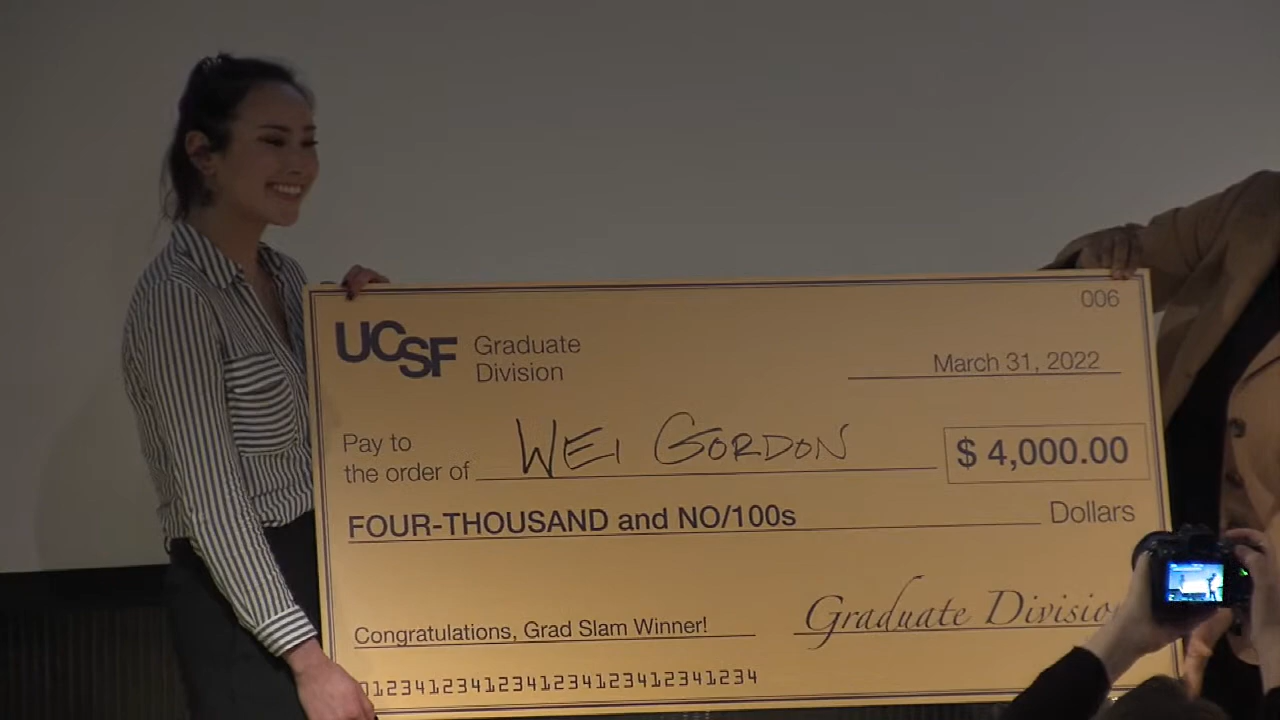 006
UCSF Graduate
Division
March 31, 2022
Pay to
the order of WEI GORDON $ 4,000.00
FOUR-THOUSAND and NO/100s Dollars
Congratulations, Grad Slam Winner! Graduate Divisio
01234123412341234123412341234